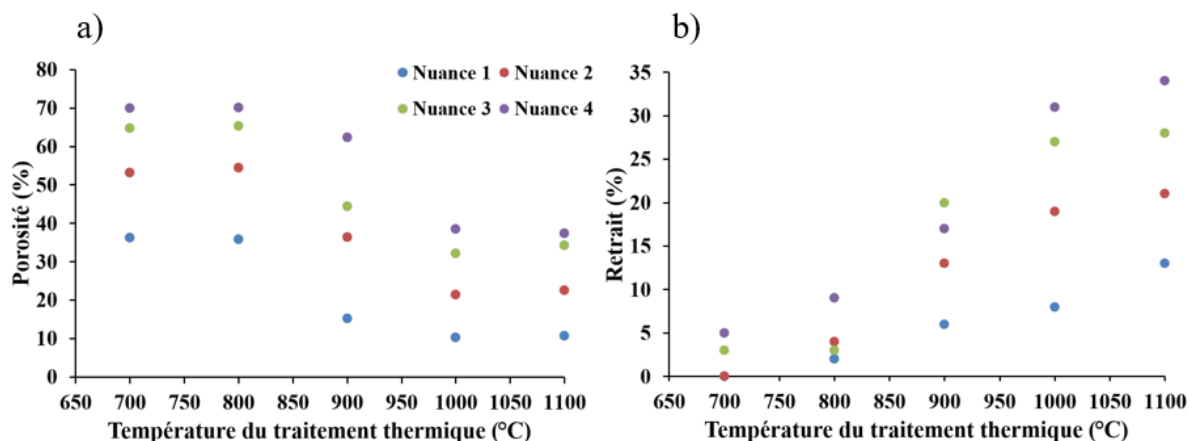 a)
Porosité (%)
80
70
60
50
40
30
20
10
0
Nuance 1 Nuance 2
Nuance 3 Nuance 4
650 700 750 800 850 900 950 1000 1050 1100
Température du traitement thermique (°C)
b)
Retrait (%)
35
30
25
20
15
10
5
0
650 700 750 800 850 900 950 1000 1050 1100
Température du traitement thermique (°C)